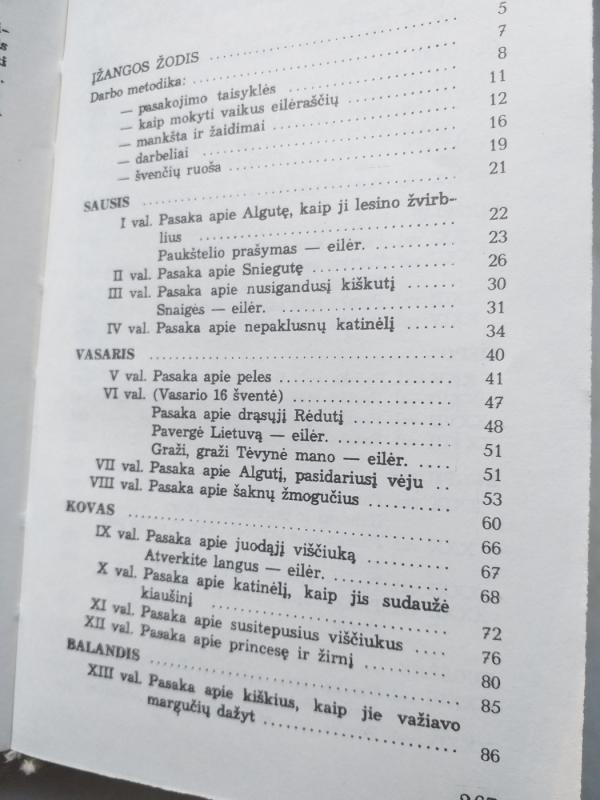 ĮŽANGOS ŽODIS .......... 5
Darbo metodika: .......... 7
— pasakojimo taisyklės .......... 8
— kaip mokyti vaikus eilėraščių .......... 11
— mankšta ir žaidimai .......... 12
— darbeliai .......... 16
— švenčių ruoša .......... 19
SAUSIS .......... 21
I val. Pasaka apie Algutę, kaip ji lesino žvirb-
lius .......... 22
Paukštelio prašymas — eilėr. .......... 23
II val. Pasaka apie Sniegutę .......... 26
III val. Pasaka apie nusigandusį kiškutį .......... 30
Snaigės — eilėr. .......... 31
IV val. Pasaka apie nepaklusnų katinėlį ...... 34
VASARIS .......... 40
V val. Pasaka apie peles .......... 41
VI val. (Vasario 16 šventė) .......... 47
Pasaka apie drąsųjį Rėdutį .......... 48
Pavergė Lietuvą — eilėr. .......... 51
Graži, graži Tėvynė mano — eilėr. .... 51
VII val. Pasaka apie Algutį, pasidariusį vėju .. 53
VIII val. Pasaka apie šaknų žmogučius .......... 60
KOVAS .......... 66
IX val. Pasaka apie juodąjį viščiuką .......... 67
Atverkite langus — eilėr. .......... 68
X val. Pasaka apie katinėlį, kaip jis sudaužė
kiaušinį .......... 72
XI val. Pasaka apie susitepusius viščiukus .... 76
XII val. Pasaka apie princesę ir žirnį .......... 80
BALANDIS .......... 85
XIII val. Pasaka apie kiškius, kaip jie važiavo
margučių dažyt .......... 86